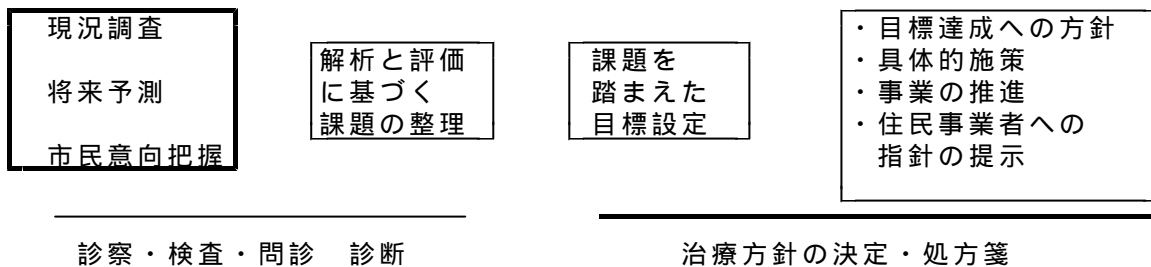 現況調査
将来予測
市民意向把握
解析と評価
に基づく
課題の整理
課題を
踏まえた
目標設定
・目標達成への方針
・具体的施策
・事業の推進
・住民事業者への
指針の提示
診察・検査・問診　診断
治療方針の決定・処方箋